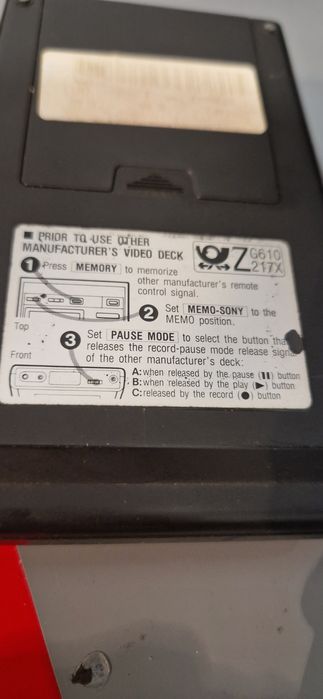 ■ PRIOR TO USE OTHER
MANUFACTURER'S VIDEO DECK
Z G610
217X
1 Press MEMORY to memorize
other manufacturer's remote
control signal.
2 Set MEMO-SONY to the
MEMO position.
Top
3 Set PAUSE MODE to select the button that
releases the record-pause mode release signal
of the other manufacturer's deck:
Front
A:when released by the pause (❚❚) button
B:when released by the play (▶) button
C:released by the record (●) button